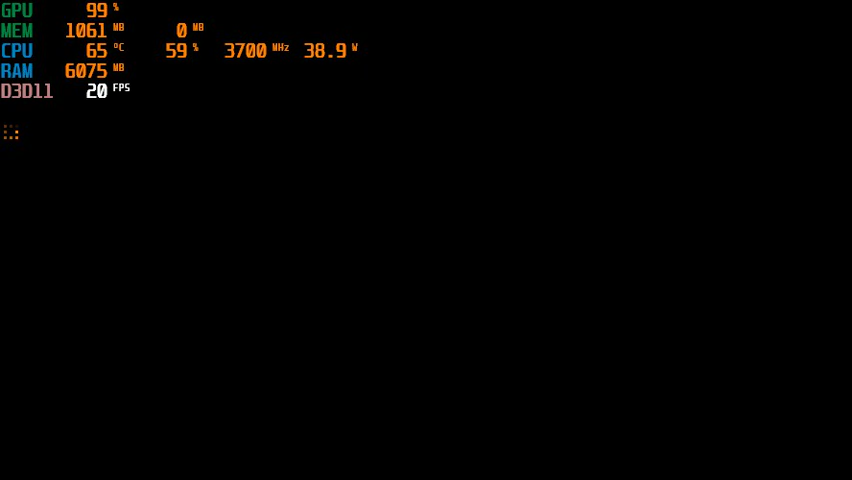 GPU 99 %
MEM 1061 MB 0 MB
CPU 65 °C 59 % 3700 MHz 38.9 W
RAM 6075 MB
D3D11 20 FPS